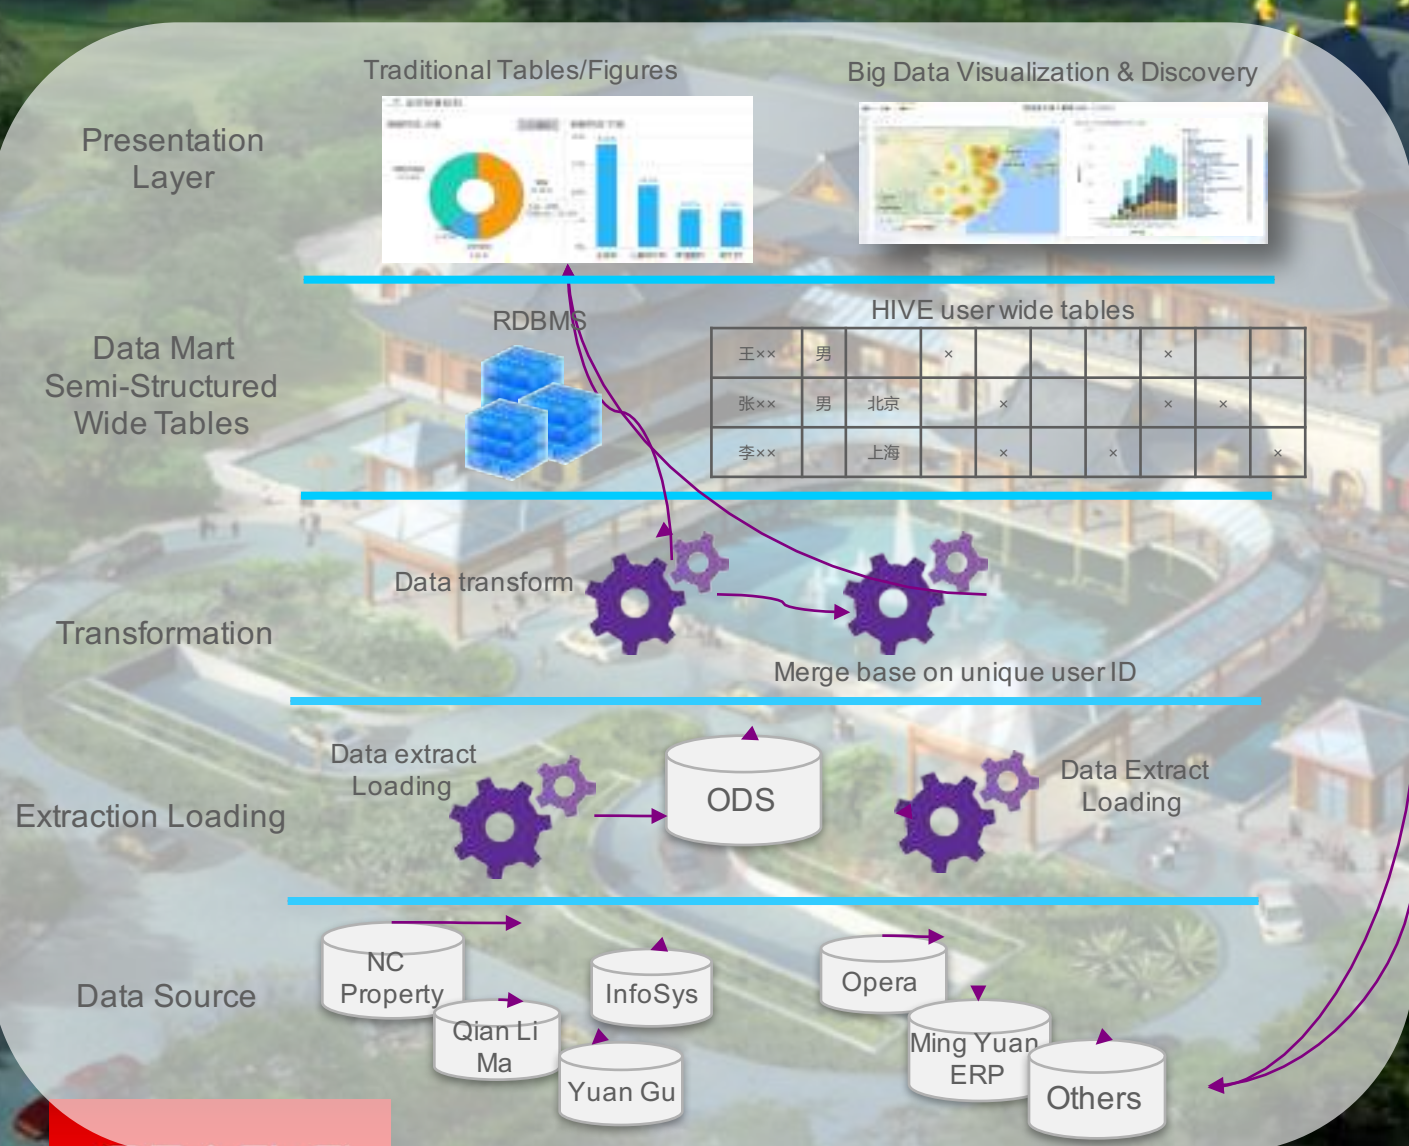 Traditional Tables/Figures
Big Data Visualization & Discovery
Presentation
Layer
RDBMS
HIVE user wide tables
Data Mart
Semi-Structured
Wide Tables
王×× 男 × ×
张×× 男 北京 × × ×
李×× 上海 × × ×
Data transform
Transformation
Merge base on unique user ID
Data extract
Loading
ODS
Data Extract
Loading
Extraction Loading
NC
Property
InfoSys
Opera
Data Source
Qian Li
Ma
Yuan Gu
Ming Yuan
ERP
Others